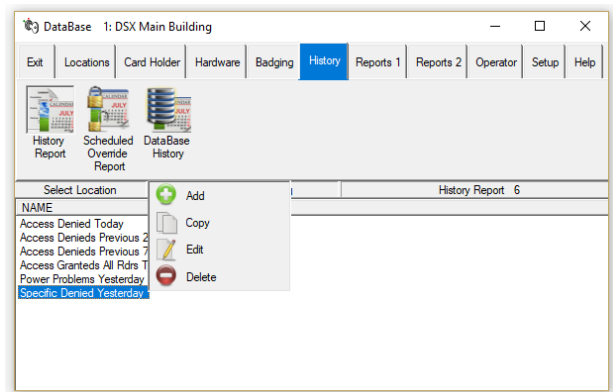 DataBase 1: DSX Main Building
Exit Locations Card Holder Hardware Badging History Reports 1 Reports 2 Operator Setup Help
History Report
Scheduled Override Report
DataBase History
Select Location History Report 6
NAME
Access Denied Today
Access Denieds Previous 2
Access Denieds Previous 7
Access Granteds All Rdrs T
Power Problems Yesterday
Specific Denied Yesterday
Add
Copy
Edit
Delete